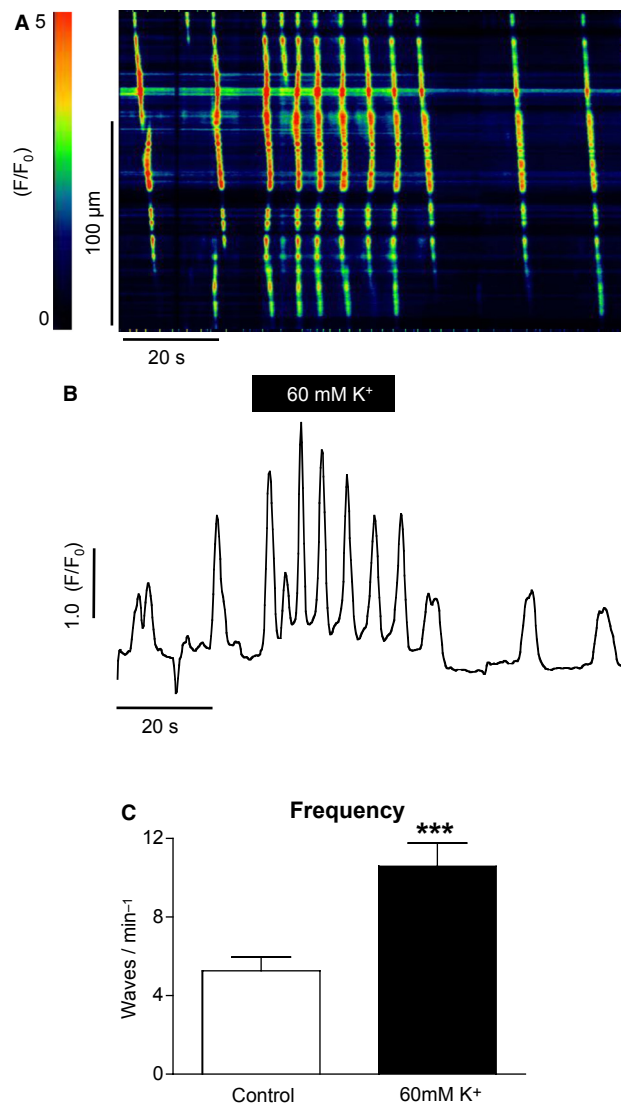 A
5
(F/F₀)
0
100 µm
20 s
B
60 mM K⁺
1.0 (F/F₀)
20 s
C
Frequency
***
12
8
4
0
Waves / min⁻¹
Control
60mM K⁺